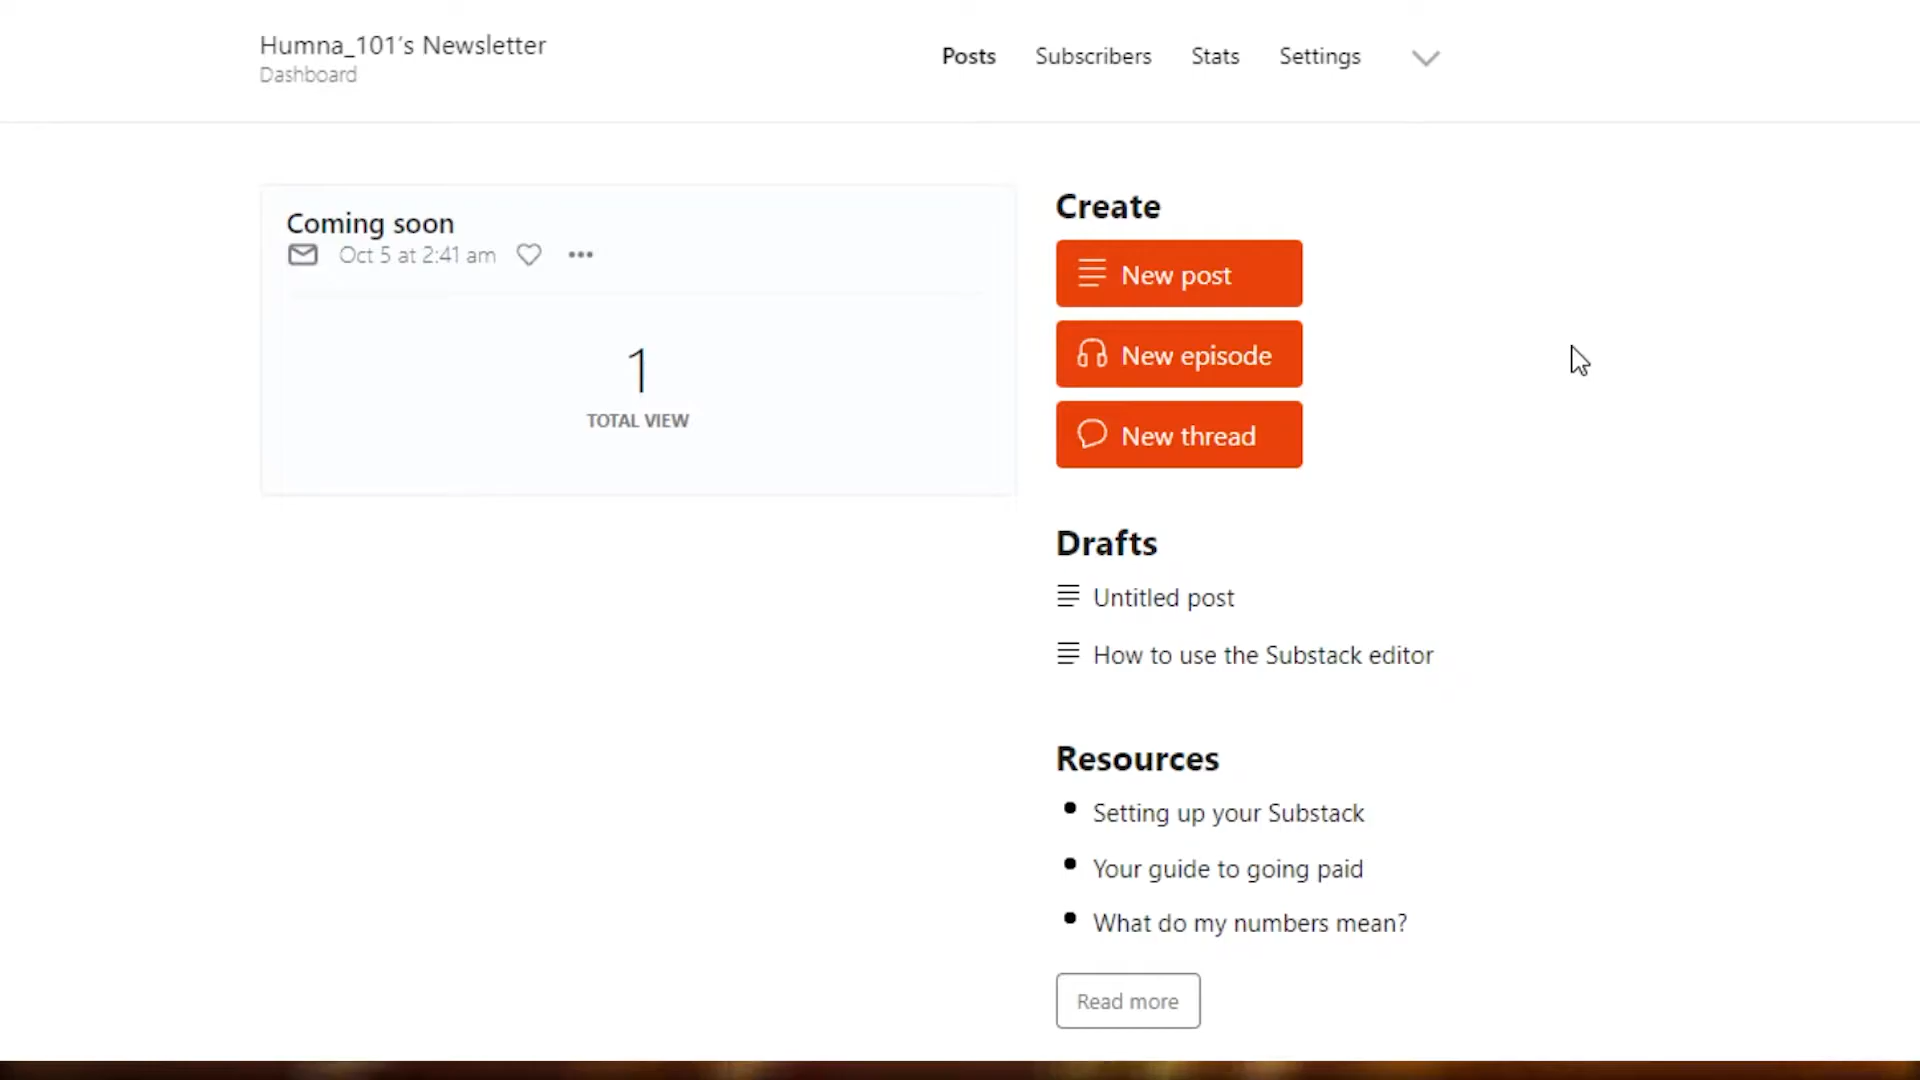 Humna_101's Newsletter
Dashboard
Posts
Subscribers
Stats
Settings
Coming soon
Oct 5 at 2:41 am
1
TOTAL VIEW
Create
New post
New episode
New thread
Drafts
Untitled post
How to use the Substack editor
Resources
Setting up your Substack
Your guide to going paid
What do my numbers mean?
Read more